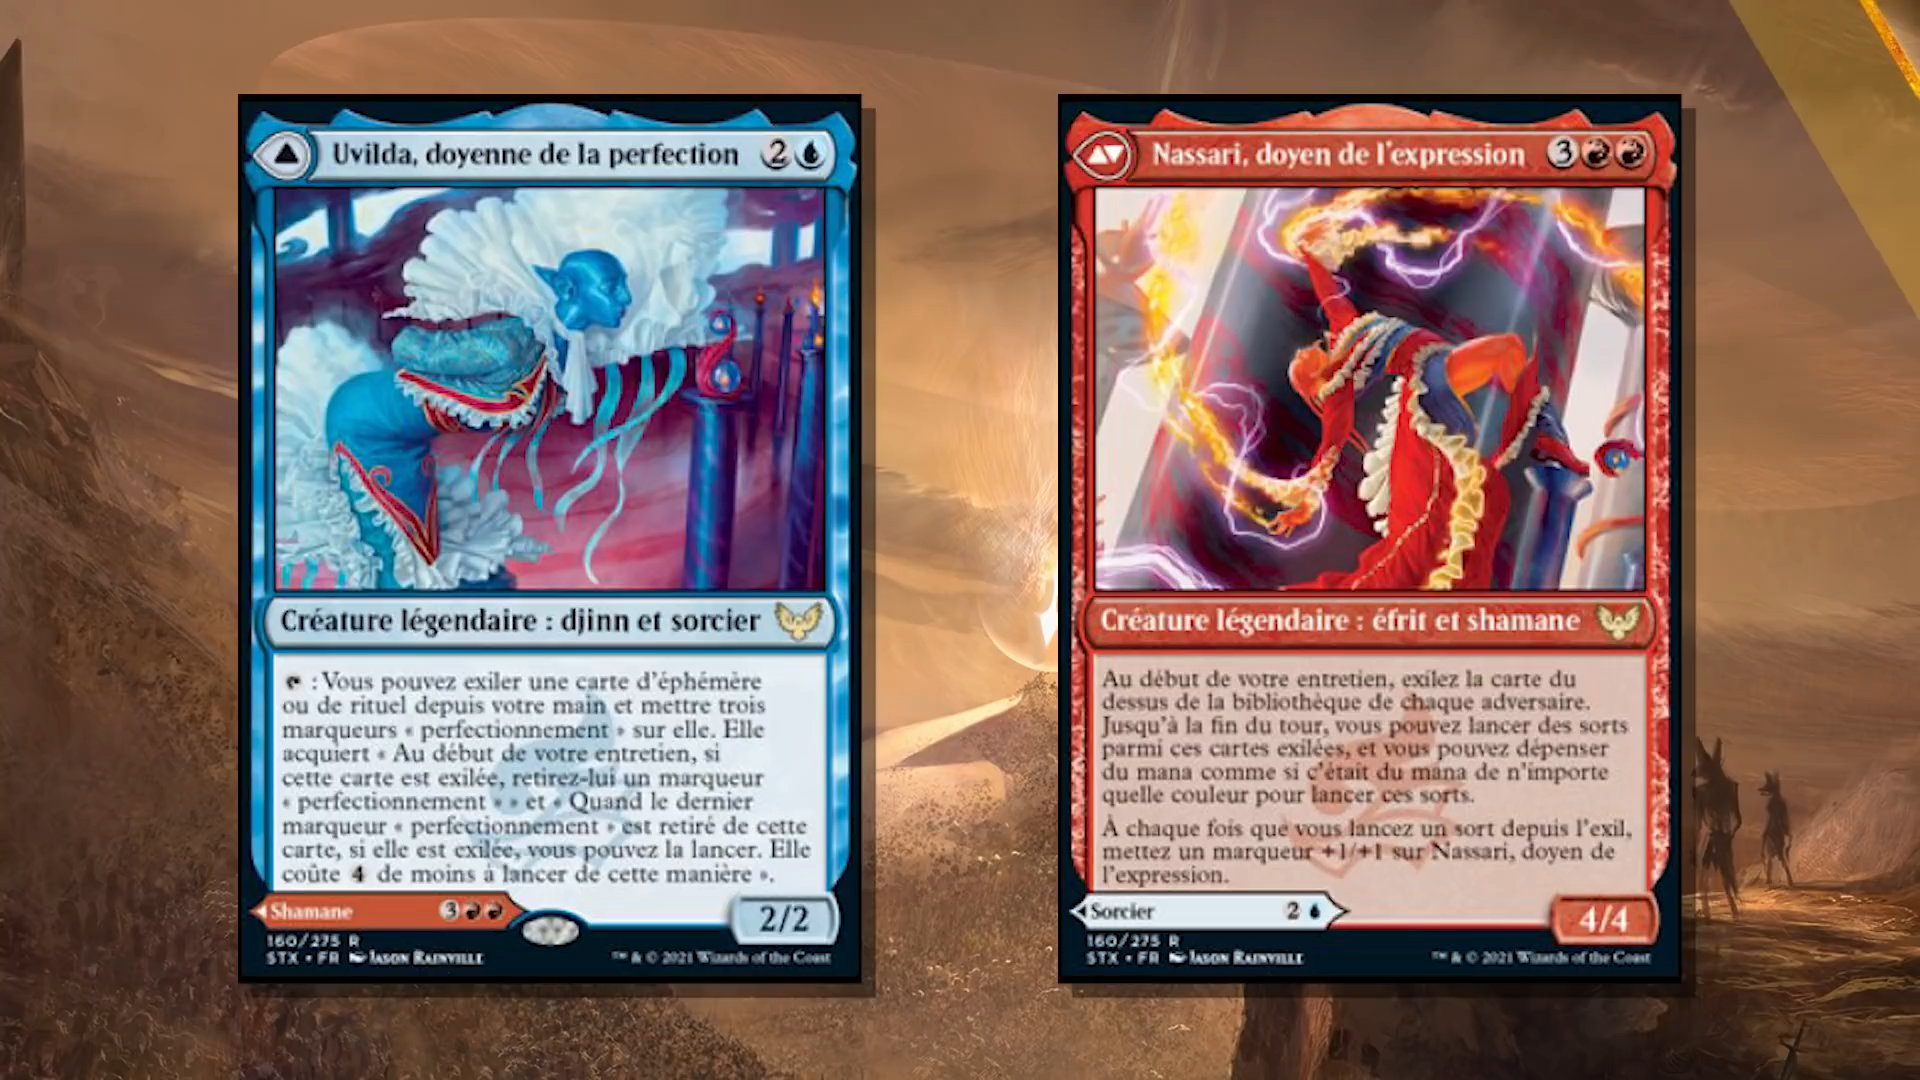 Uvilda, doyenne de la perfection 2
Créature légendaire : djinn et sorcier
: Vous pouvez exiler une carte d'éphémère
ou de rituel depuis votre main et mettre trois
marqueurs « perfectionnement » sur elle. Elle
acquiert « Au début de votre entretien, si
cette carte est exilée, retirez-lui un marqueur
« perfectionnement » » et « Quand le dernier
marqueur « perfectionnement » est retiré de cette
carte, si elle est exilée, vous pouvez la lancer. Elle
coûte 4 de moins à lancer de cette manière ».
Shamane 3
2/2
160/275 R
STX • FR Jason Rainville
™ & © 2021 Wizards of the Coast
Nassari, doyen de l'expression 3
Créature légendaire : éfrit et shamane
Au début de votre entretien, exilez la carte du
dessus de la bibliothèque de chaque adversaire.
Jusqu'à la fin du tour, vous pouvez lancer des sorts
parmi ces cartes exilées, et vous pouvez dépenser
du mana comme si c'était du mana de n'importe
quelle couleur pour lancer ces sorts.
À chaque fois que vous lancez un sort depuis l'exil,
mettez un marqueur +1/+1 sur Nassari, doyen de
l'expression.
Sorcier 2
4/4
160/275 R
STX • FR Jason Rainville
™ & © 2021 Wizards of the Coast